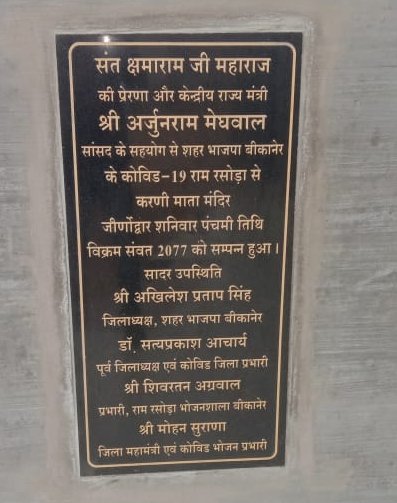 संत क्षमाराम जी महाराज
की प्रेरणा और केन्द्रीय राज्य मंत्री
श्री अर्जुनराम मेघवाल
सांसद के सहयोग से शहर भाजपा बीकानेर
के कोविड-19 राम रसोड़ा से
करणी माता मंदिर
जीर्णोद्वार शनिवार पंचमी तिथि
विक्रम संवत 2077 को सम्पन्न हुआ।
सादर उपस्थिति
श्री अखिलेश प्रताप सिंह
जिलाध्यक्ष, शहर भाजपा बीकानेर
डॉ. सत्यप्रकाश आचार्य
पूर्व जिलाध्यक्ष एवं कोविड जिला प्रभारी
श्री शिवरतन अग्रवाल
प्रभारी, राम रसोड़ा भोजनशाला बीकानेर
श्री मोहन सुराणा
जिला महामंत्री एवं कोविड भोजन प्रभारी